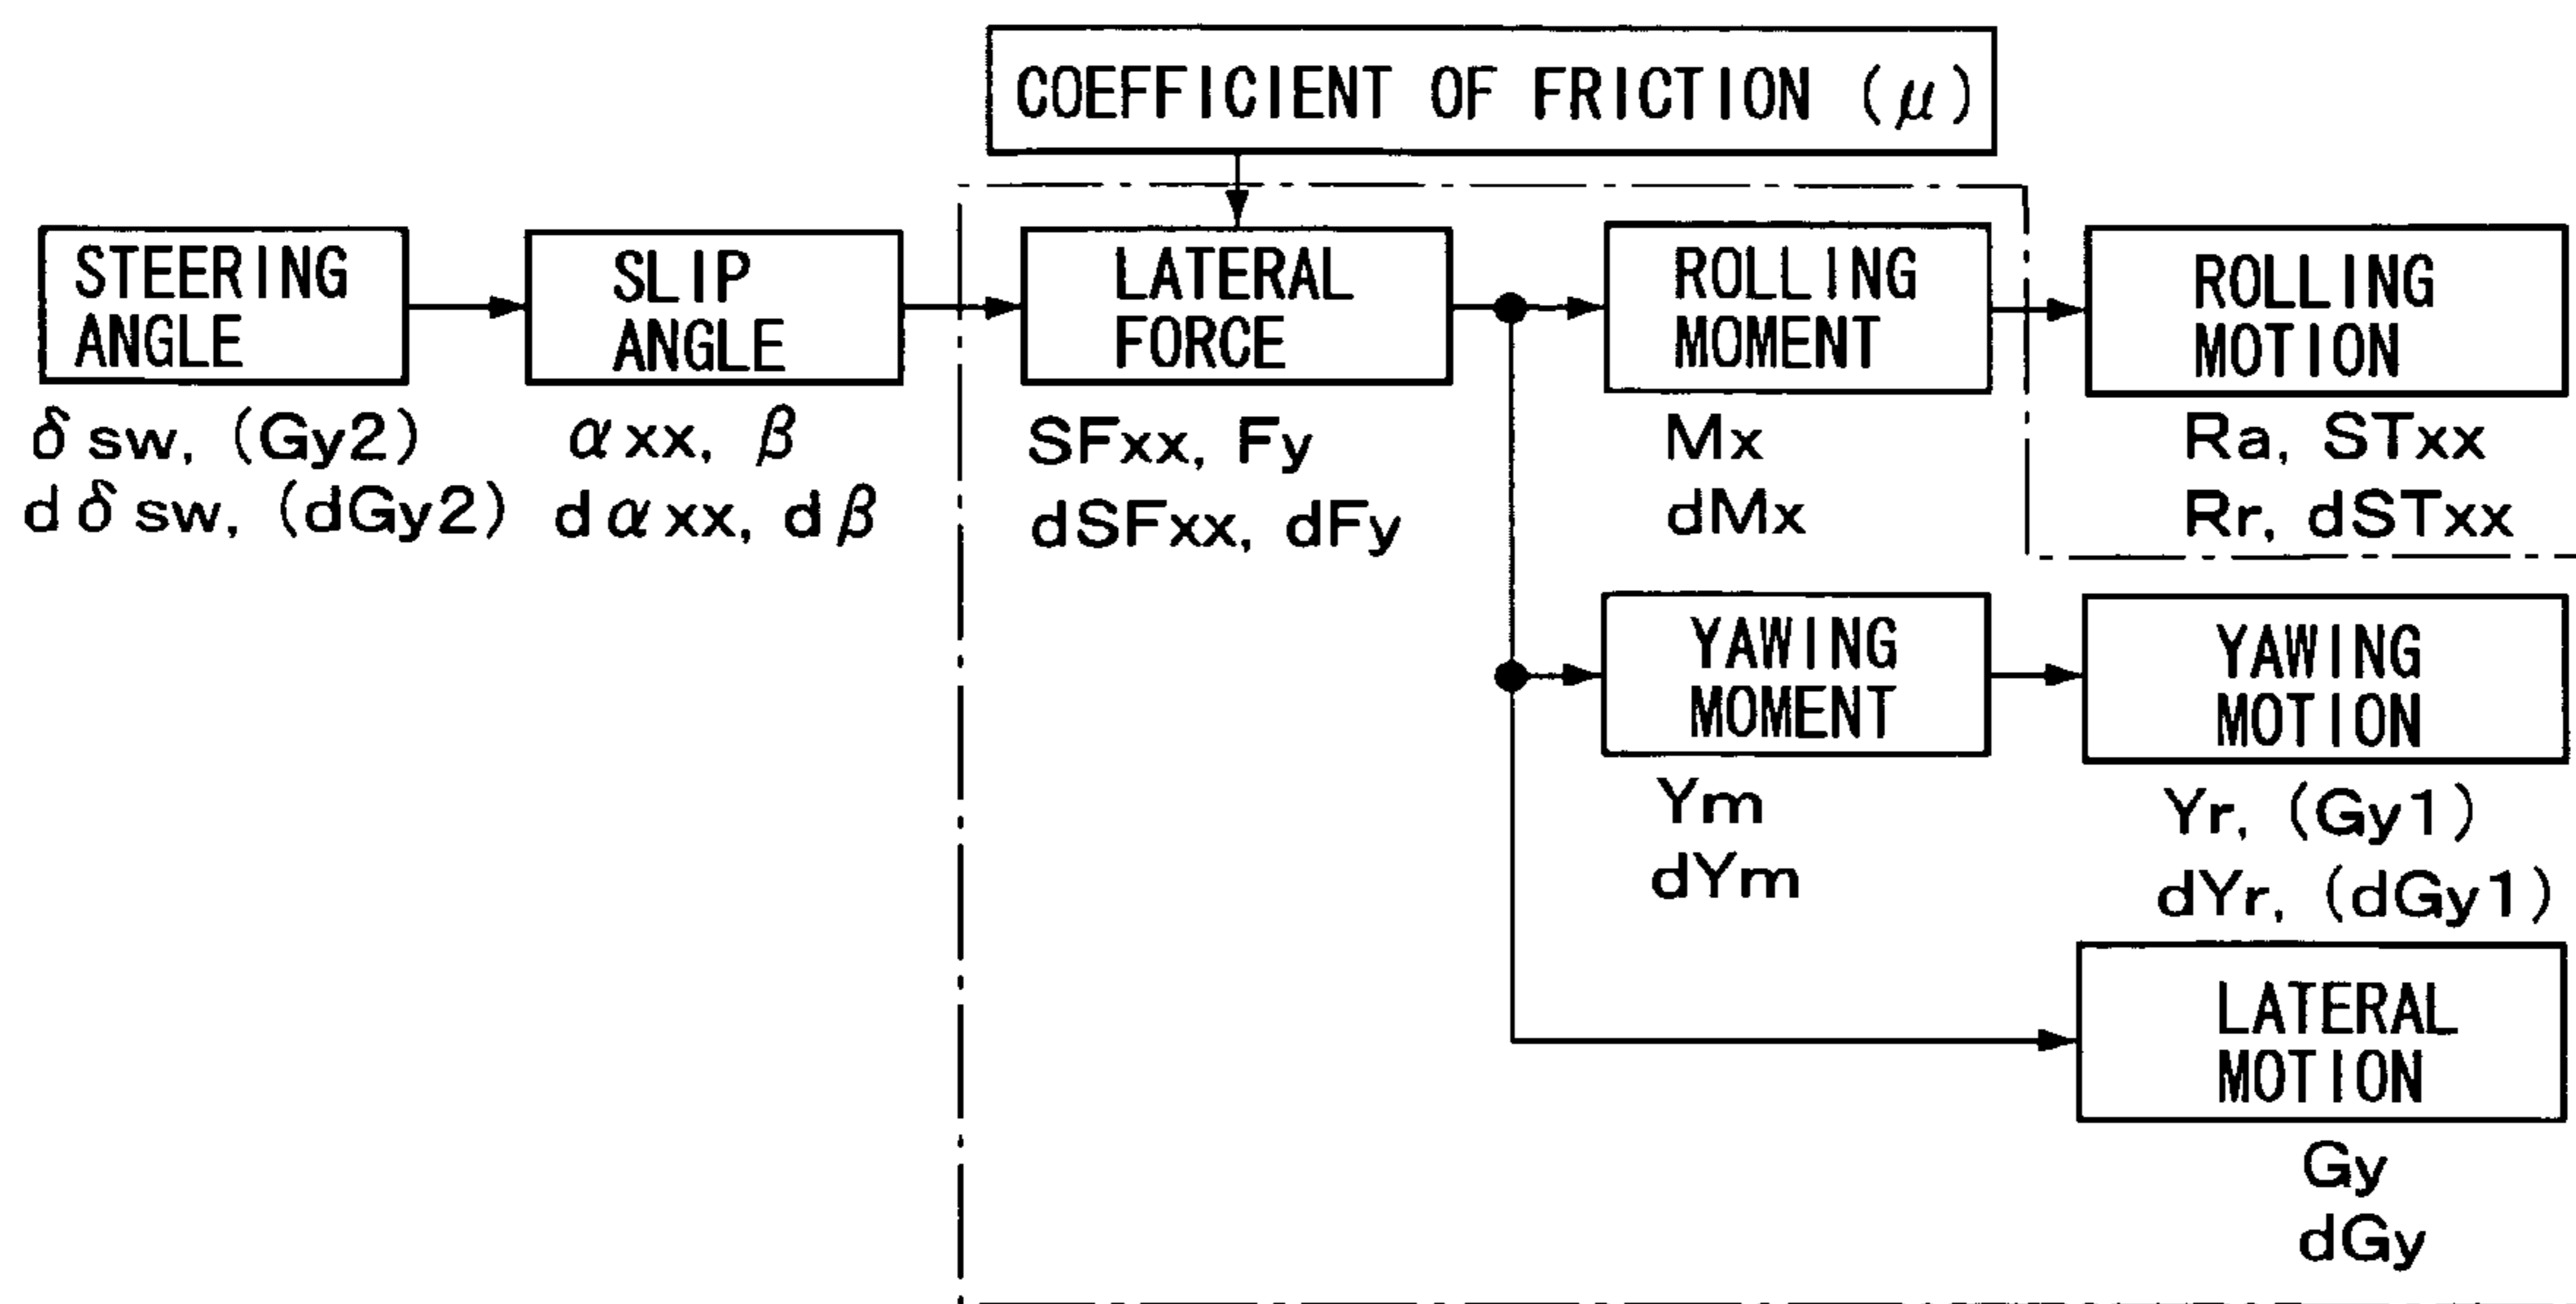 COEFFICIENT OF FRICTION (μ)
STEERING
ANGLE
δsw, (Gy2)
dδsw, (dGy2)
SLIP
ANGLE
αxx, β
dαxx, dβ
LATERAL
FORCE
SFxx, Fy
dSFxx, dFy
ROLLING
MOMENT
Mx
dMx
ROLLING
MOTION
Ra, STxx
Rr, dSTxx
YAWING
MOMENT
Ym
dYm
YAWING
MOTION
Yr, (Gy1)
dYr, (dGy1)
LATERAL
MOTION
Gy
dGy